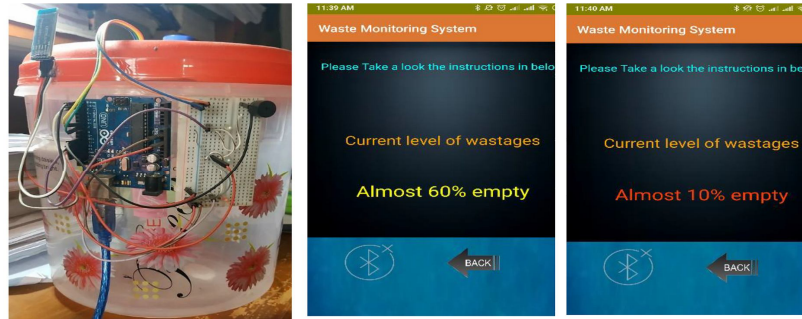 UNO
11:39 AM
Waste Monitoring System
Please Take a look the instructions in belo
Current level of wastages
Almost 60% empty
BACK
11:40 AM
Waste Monitoring System
Please Take a look the instructions in be
Current level of wastages
Almost 10% empty
BACK